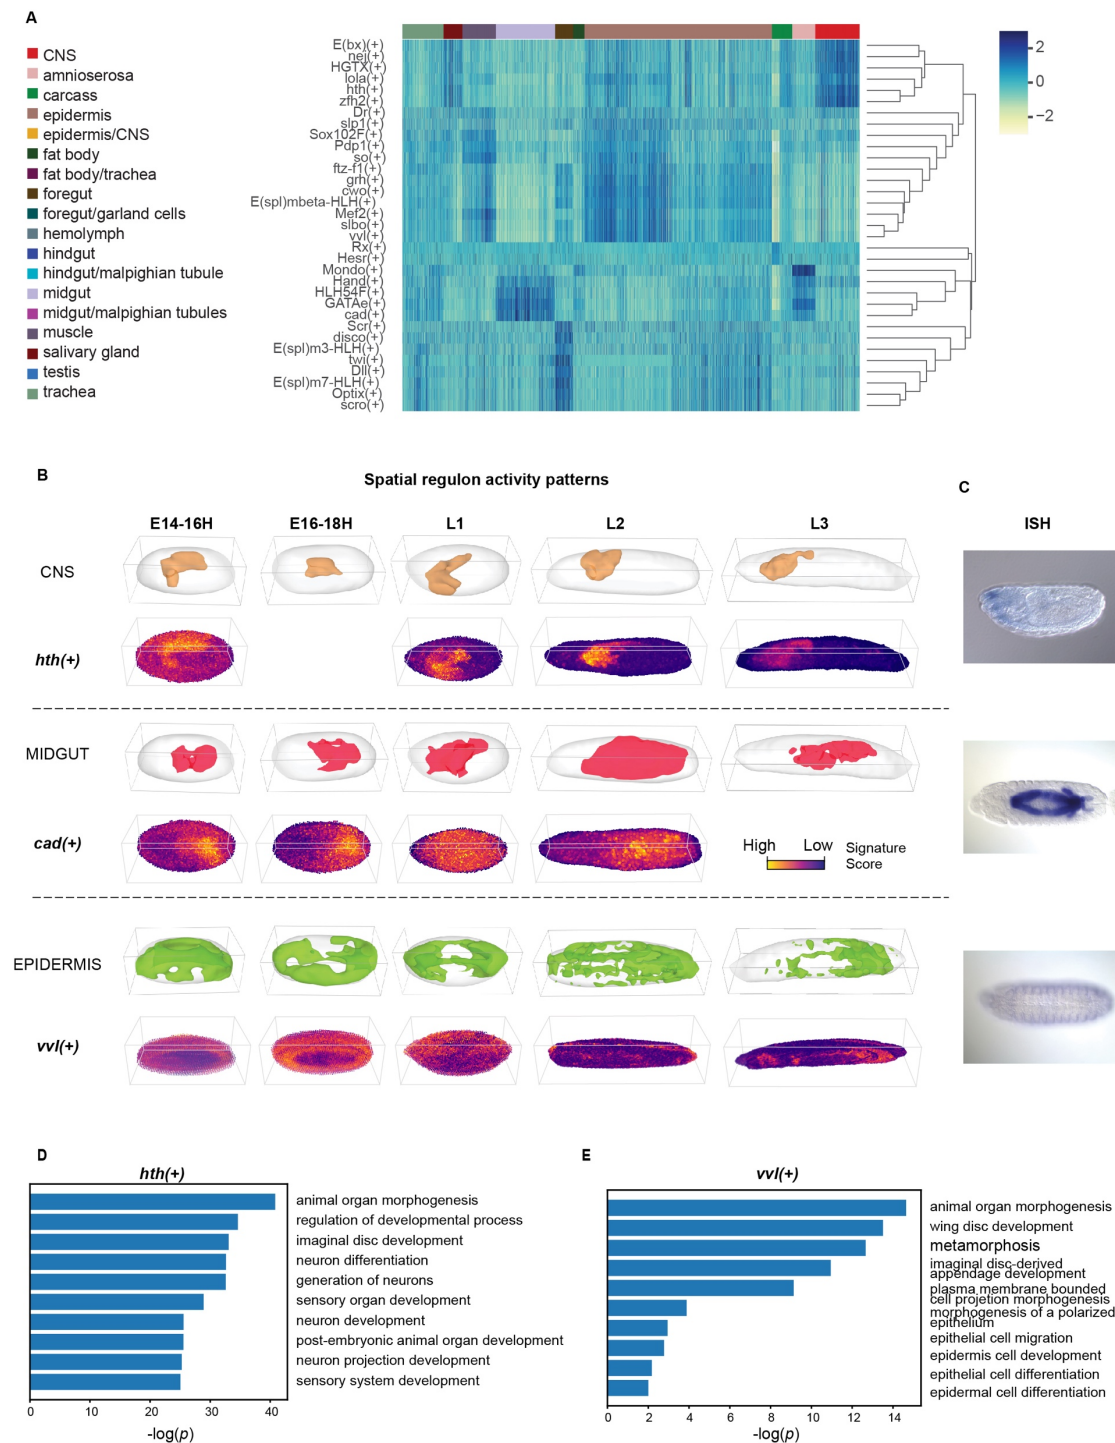 A
CNS
amnioserosa
carcass
epidermis
epidermis/CNS
fat body
fat body/trachea
foregut
foregut/garland cells
hemolymph
hindgut
hindgut/malpighian tubule
midgut
midgut/malpighian tubules
muscle
salivary gland
testis
trachea
E(bx)(+)
nej(+)
HGTX(+)
lola(+)
hth(+)
zfh2(+)
Dr(+)
slp1(+)
Sox102F(+)
Pdp1(+)
so(+)
ftz-f1(+)
grh(+)
cwo(+)
E(spl)mbeta-HLH(+)
Mef2(+)
slbo(+)
vvl(+)
Rx(+)
Hesr(+)
Mondo(+)
Hand(+)
HLH54F(+)
GATAe(+)
cad(+)
Scr(+)
disco(+)
E(spl)m3-HLH(+)
twi(+)
Dll(+)
E(spl)m7-HLH(+)
Optix(+)
scro(+)
2
0
−2
B
Spatial regulon activity patterns
C
E14-16H E16-18H L1 L2 L3 ISH
CNS
hth(+)
MIDGUT
cad(+)
High Low Signature
Score
EPIDERMIS
vvl(+)
D
hth(+)
animal organ morphogenesis
regulation of developmental process
imaginal disc development
neuron differentiation
generation of neurons
sensory organ development
neuron development
post-embryonic animal organ development
neuron projection development
sensory system development
0 10 20 30 40
-log(p)
E
vvl(+)
animal organ morphogenesis
wing disc development
metamorphosis
imaginal disc-derived
appendage development
plasma membrane bounded
cell projetion morphogenesis
morphogenesis of a polarized
epithelium
epithelial cell migration
epidermis cell development
epithelial cell differentiation
epidermal cell differentiation
0 2 4 6 8 10 12 14
-log(p)